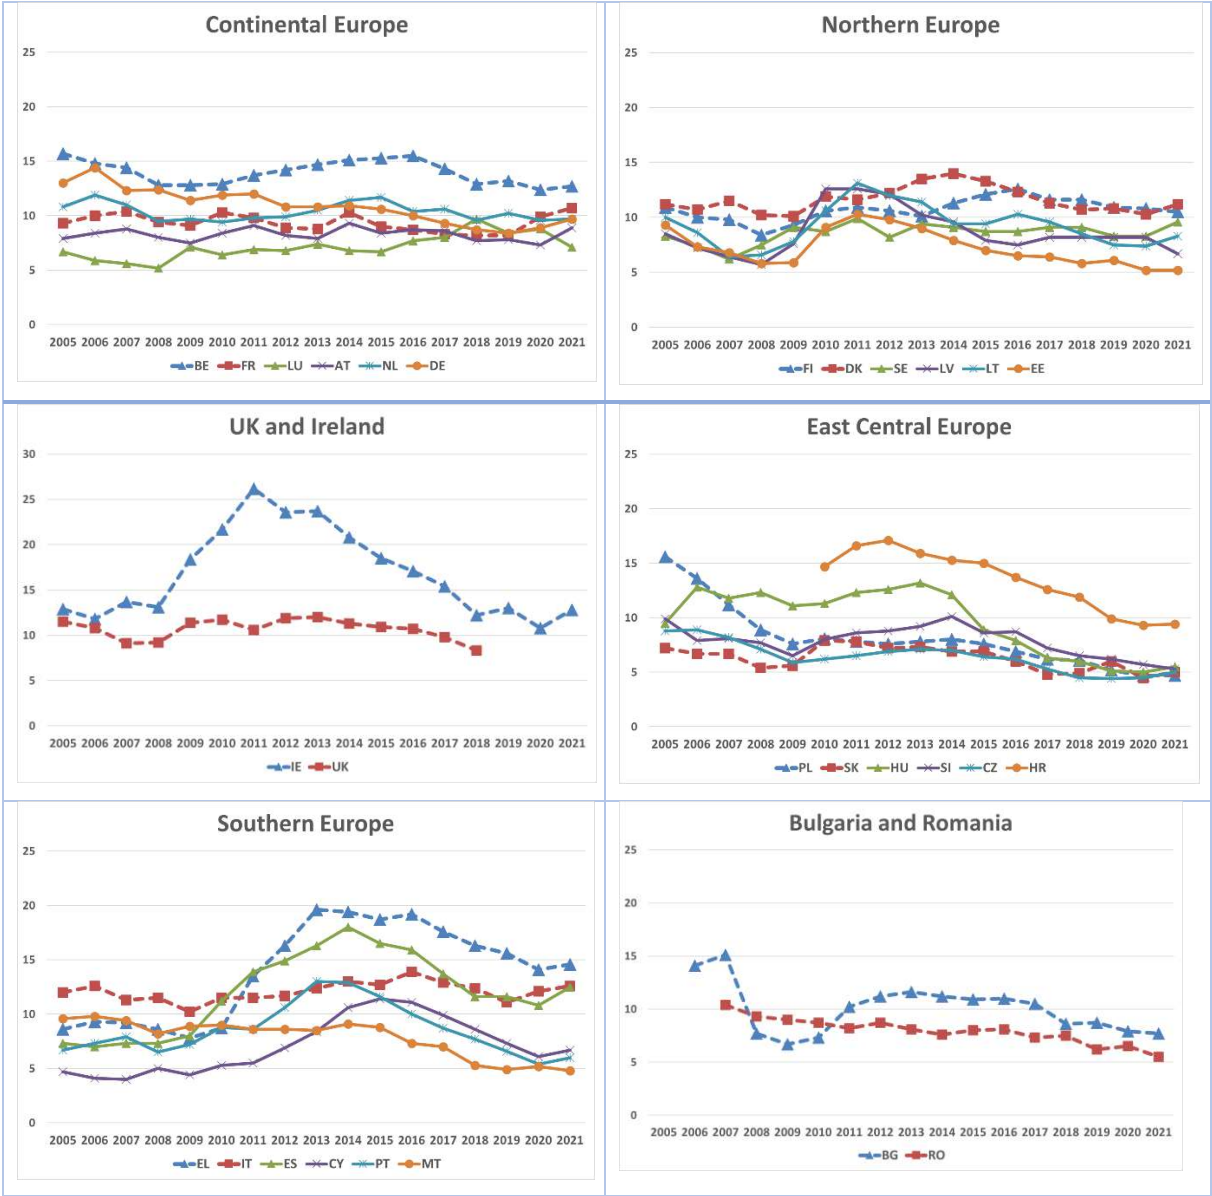 Continental Europe
25
20
15
10
5
0
2005 2006 2007 2008 2009 2010 2011 2012 2013 2014 2015 2016 2017 2018 2019 2020 2021
BE FR LU AT NL DE
Northern Europe
25
20
15
10
5
0
2005 2006 2007 2008 2009 2010 2011 2012 2013 2014 2015 2016 2017 2018 2019 2020 2021
FI DK SE LV LT EE
UK and Ireland
30
25
20
15
10
5
0
2005 2006 2007 2008 2009 2010 2011 2012 2013 2014 2015 2016 2017 2018 2019 2020 2021
IE UK
East Central Europe
25
20
15
10
5
0
2005 2006 2007 2008 2009 2010 2011 2012 2013 2014 2015 2016 2017 2018 2019 2020 2021
PL SK HU SI CZ HR
Southern Europe
25
20
15
10
5
0
2005 2006 2007 2008 2009 2010 2011 2012 2013 2014 2015 2016 2017 2018 2019 2020 2021
EL IT ES CY PT MT
Bulgaria and Romania
25
20
15
10
5
0
2005 2006 2007 2008 2009 2010 2011 2012 2013 2014 2015 2016 2017 2018 2019 2020 2021
BG RO